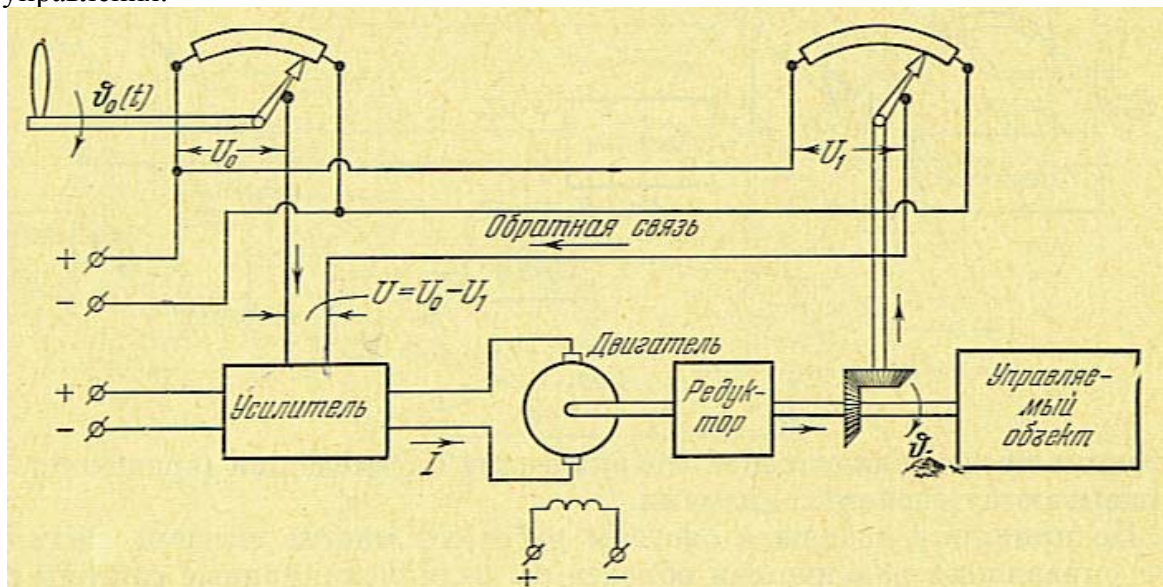 управления.
ϑ₀(t)
U₀
U₁
Обратная связь
+
−
U=U₀−U₁
Двигатель
+
−
Усилитель
I
Редук-
тор
ϑ
Управляе-
мый
объект
+ −